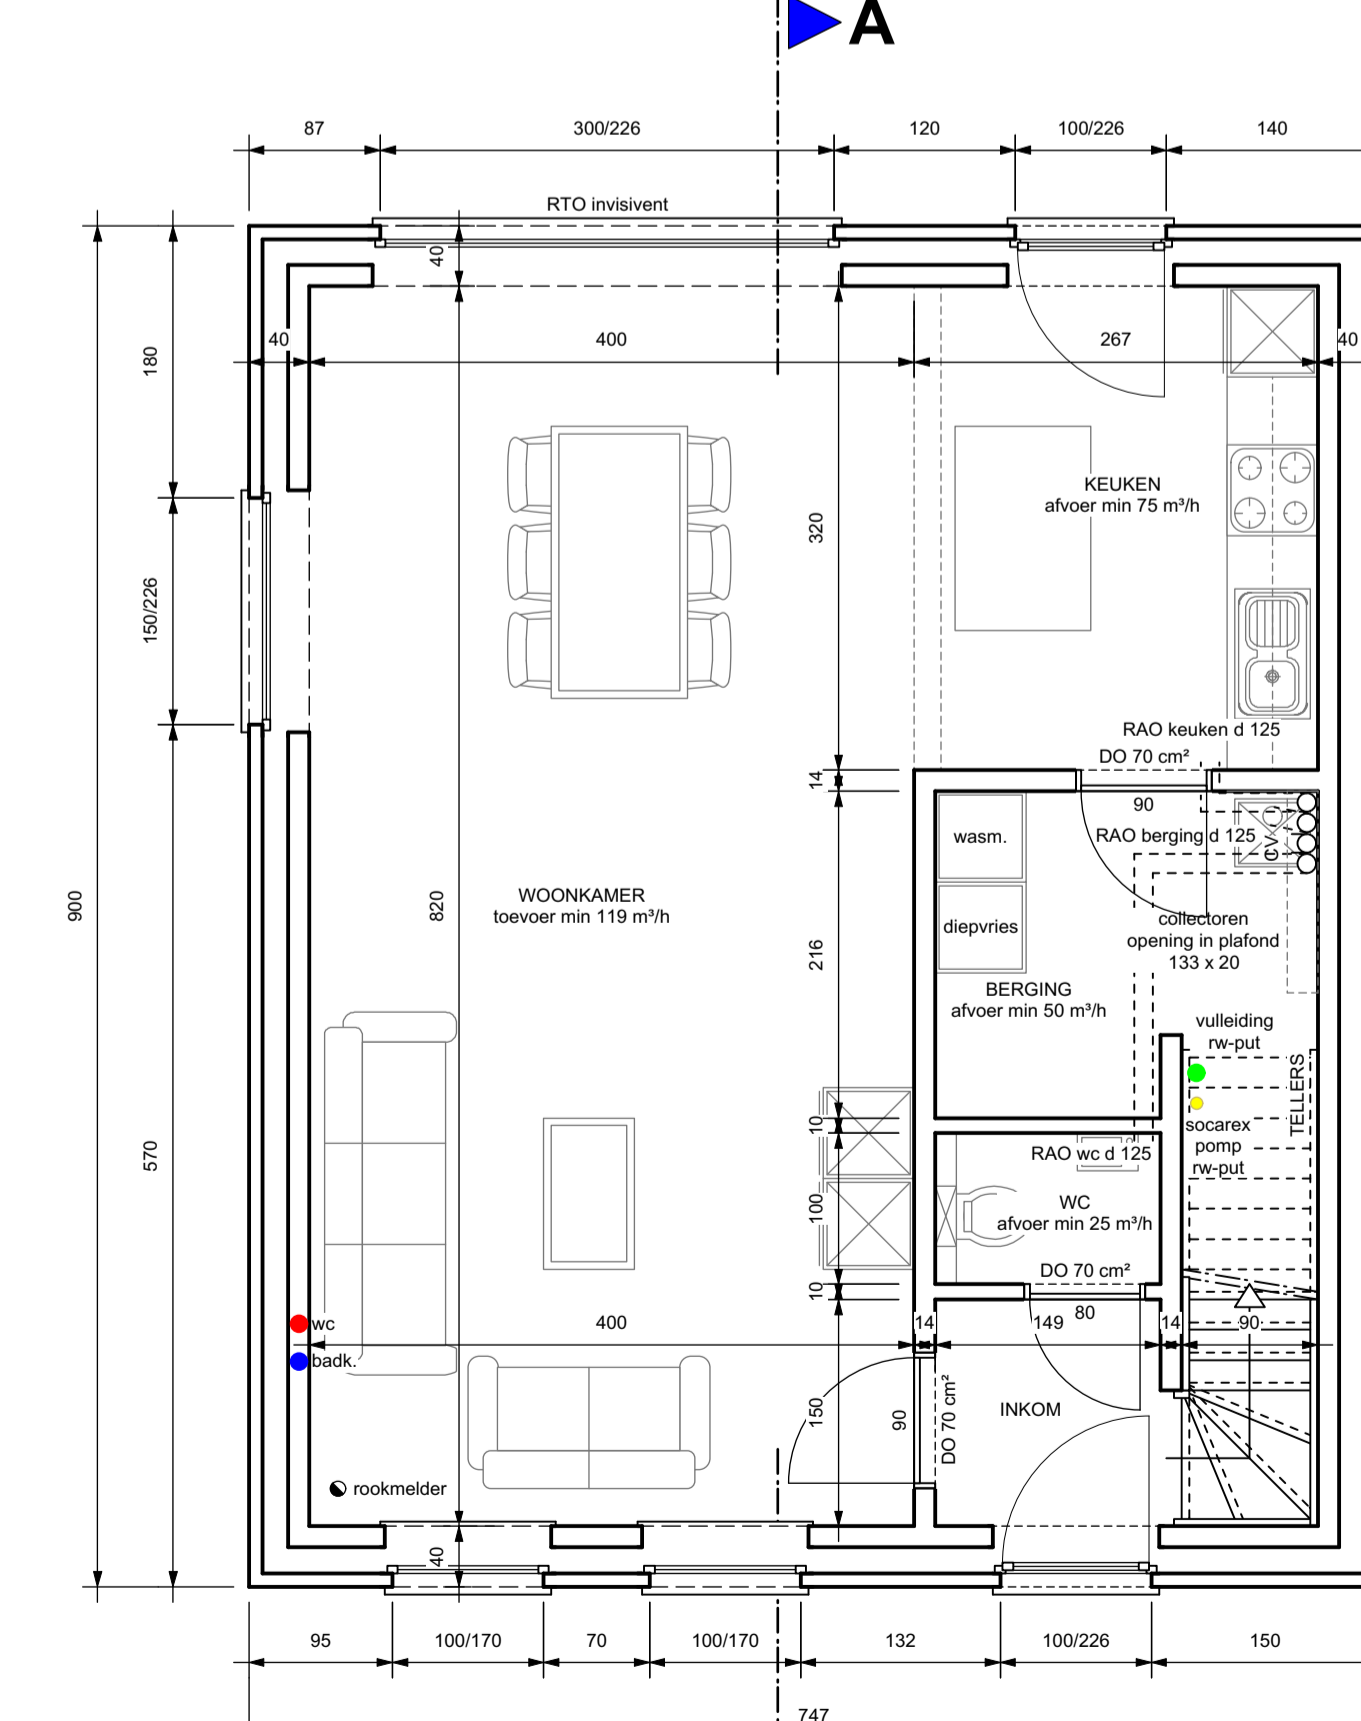 A
87
300/226
120
100/226
140
RTO invisivent
40
40
400
267
40
180
KEUKEN
afvoer min 75 m³/h
320
150/226
RAO keuken d 125
DO 70 cm²
14
90
wasm.
RAO berging d 125
CV
WOONKAMER
toevoer min 119 m³/h
900
820
diepvries
collectoren
opening in plafond
133 x 20
216
BERGING
afvoer min 50 m³/h
vulleiding
rw-put
TELLERS
570
10
socarex
pomp
rw-put
RAO wc d 125
WC
afvoer min 25 m³/h
100
DO 70 cm²
10
wc
400
14
149
80
14
90
badk.
150
90
DO 70 cm²
INKOM
rookmelder
40
95
100/170
70
100/170
132
100/226
150
747